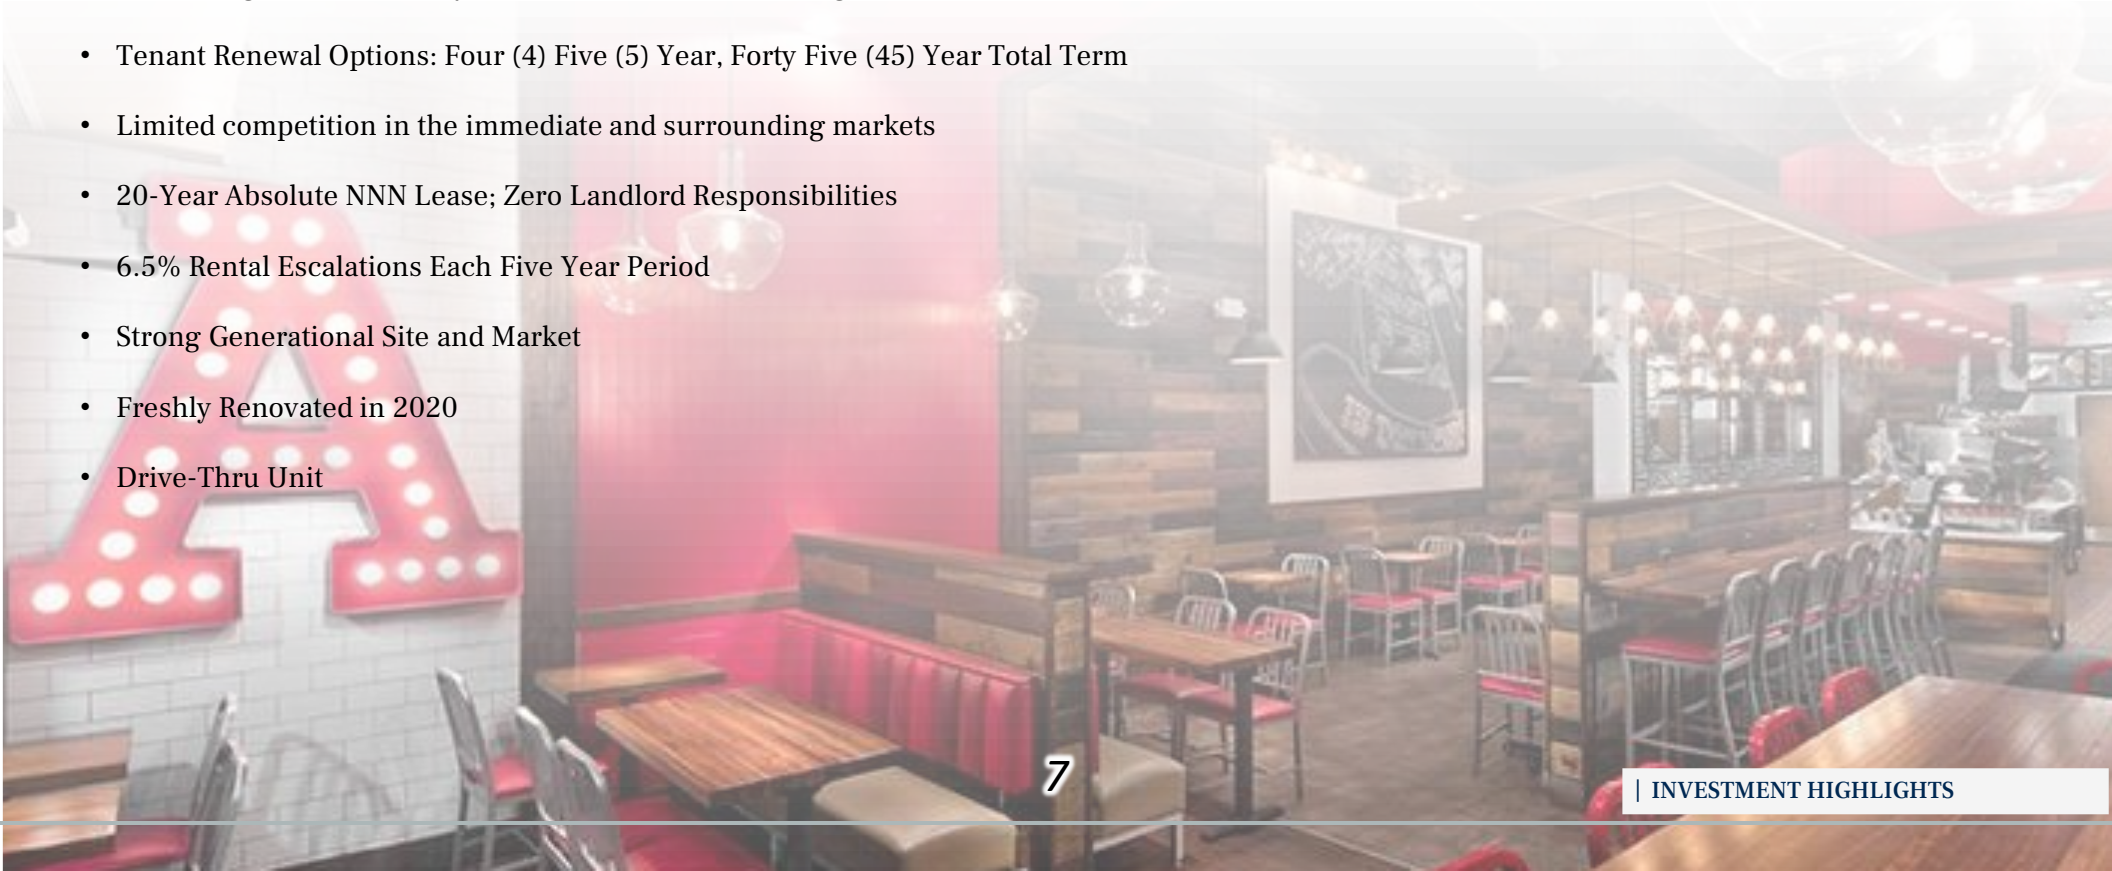 • Tenant Renewal Options: Four (4) Five (5) Year, Forty Five (45) Year Total Term
• Limited competition in the immediate and surrounding markets
• 20-Year Absolute NNN Lease; Zero Landlord Responsibilities
• 6.5% Rental Escalations Each Five Year Period
• Strong Generational Site and Market
• Freshly Renovated in 2020
• Drive-Thru Unit
A
7
| INVESTMENT HIGHLIGHTS